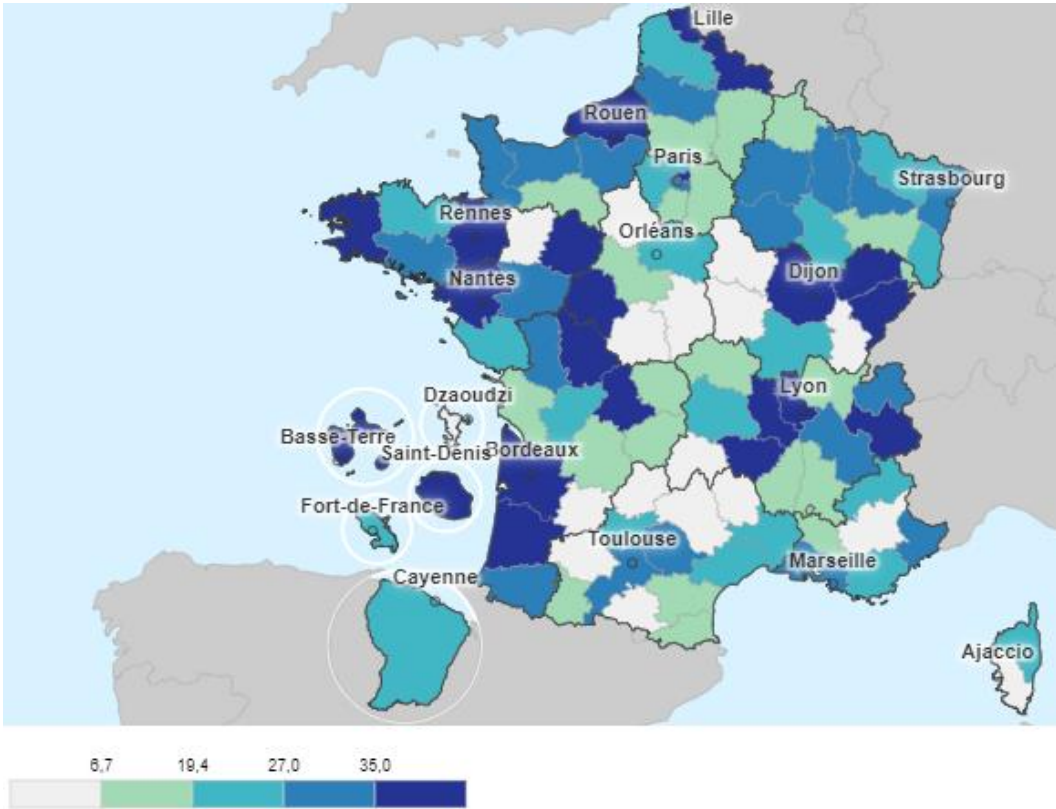 Lille
Rouen
Paris
Strasbourg
Rennes
Orléans
Nantes
Dijon
Lyon
Dzaoudzi
Basse-Terre
Saint-Denis
Bordeaux
Fort-de-France
Toulouse
Marseille
Cayenne
Ajaccio
6,7 19,4 27,0 35,0